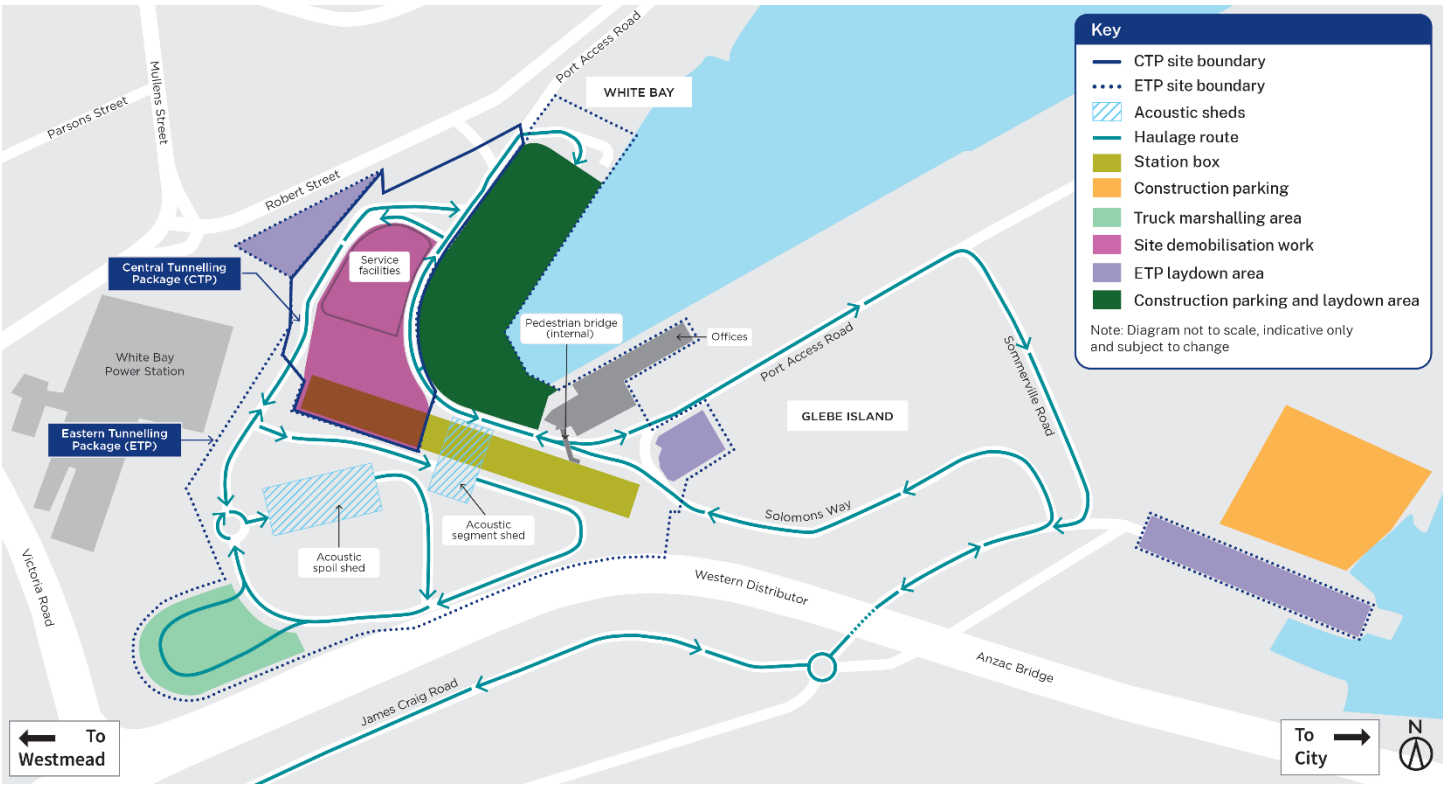 Port Access Road
WHITE BAY
Mullens Street
Parsons Street
Robert Street
Key
CTP site boundary
ETP site boundary
Acoustic sheds
Haulage route
Station box
Construction parking
Truck marshalling area
Site demobilisation work
ETP laydown area
Construction parking and laydown area
Note: Diagram not to scale, indicative only
and subject to change
Central Tunnelling
Package (CTP)
Service
facilities
Pedestrian bridge
(internal)
Offices
Port Access Road
Sommerville Road
White Bay
Power Station
GLEBE ISLAND
Eastern Tunnelling
Package (ETP)
Solomons Way
Acoustic
segment shed
Acoustic
spoil shed
Victoria Road
Western Distributor
Anzac Bridge
James Craig Road
To
Westmead
To
City
N